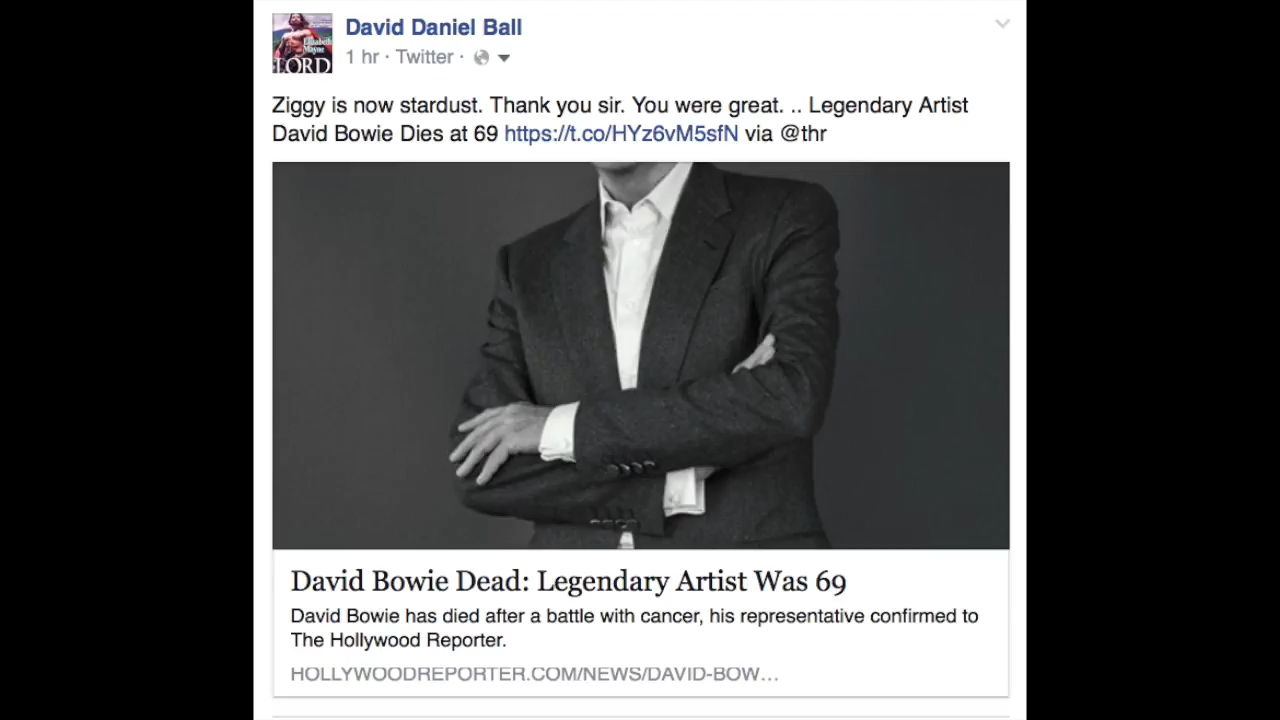 David Daniel Ball
1 hr · Twitter ·
Elizabeth
Mayne
LORD
Ziggy is now stardust. Thank you sir. You were great. .. Legendary Artist
David Bowie Dies at 69 https://t.co/HYz6vM5sfN via @thr
David Bowie Dead: Legendary Artist Was 69
David Bowie has died after a battle with cancer, his representative confirmed to
The Hollywood Reporter.
HOLLYWOODREPORTER.COM/NEWS/DAVID-BOW...